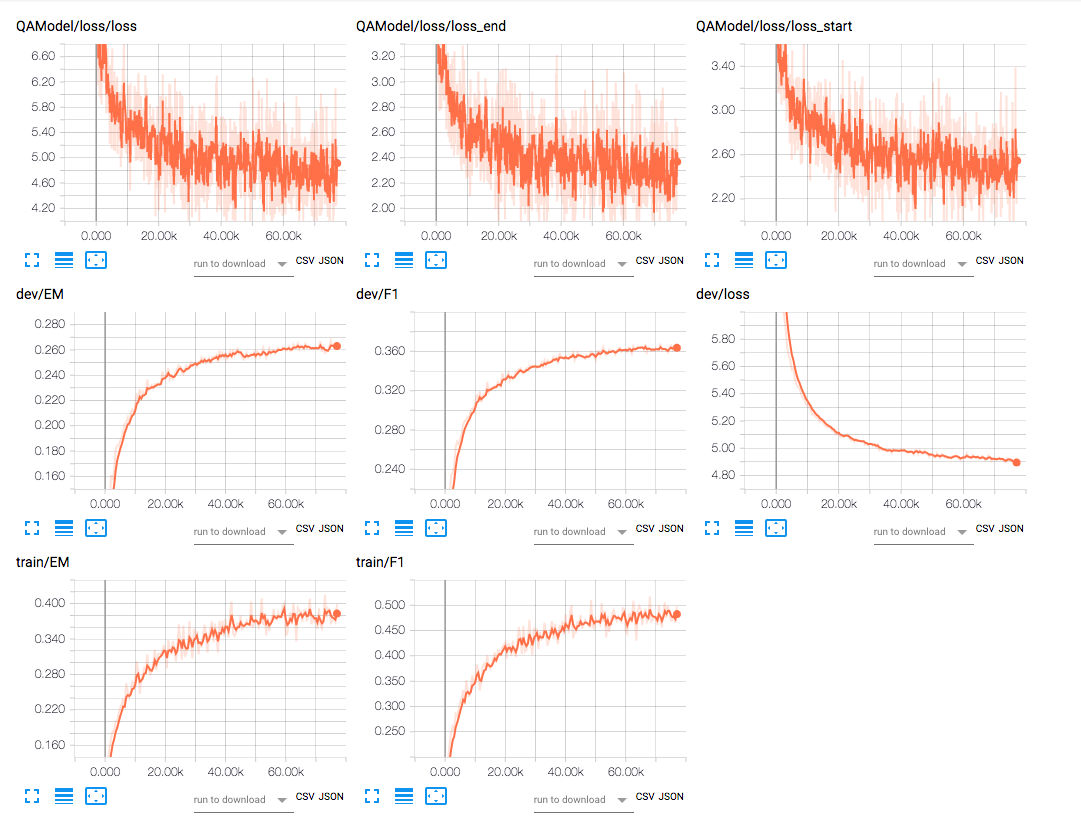 QAModel/loss/loss QAModel/loss/loss_end QAModel/loss/loss_start
6.60 3.20
6.20 3.00 3.40
5.80 2.80 3.00
5.40 2.60
5.00 2.40 2.60
4.60 2.20 2.20
4.20 2.00
0.000 20.00k 40.00k 60.00k 0.000 20.00k 40.00k 60.00k 0.000 20.00k 40.00k 60.00k
run to download CSV JSON run to download CSV JSON run to download CSV JSON
dev/EM dev/F1 dev/loss
0.280
0.260 0.360 5.80
0.240 5.60
0.220 0.320 5.40
0.200 0.280 5.20
0.180 5.00
0.160 0.240 4.80
0.000 20.00k 40.00k 60.00k 0.000 20.00k 40.00k 60.00k 0.000 20.00k 40.00k 60.00k
run to download CSV JSON run to download CSV JSON run to download CSV JSON
train/EM train/F1
0.400 0.500
0.340 0.450
0.400
0.280 0.350
0.220 0.300
0.160 0.250
0.000 20.00k 40.00k 60.00k 0.000 20.00k 40.00k 60.00k
run to download CSV JSON run to download CSV JSON